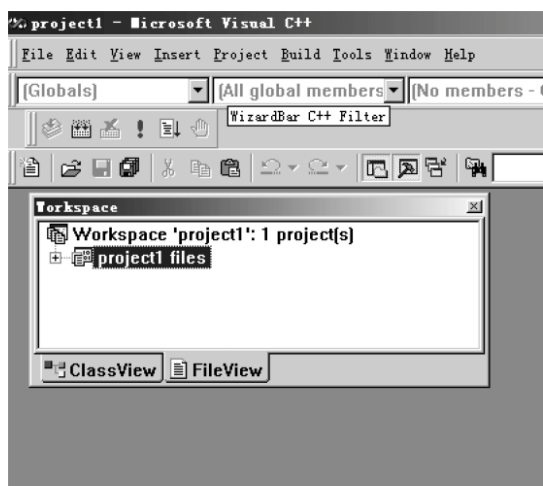 project1 - Microsoft Visual C++
File Edit View Insert Project Build Tools Window Help
(Globals) (All global members (No members -
WizardBar C++ Filter
Workspace
Workspace 'project1': 1 project(s)
project1 files
ClassView FileView